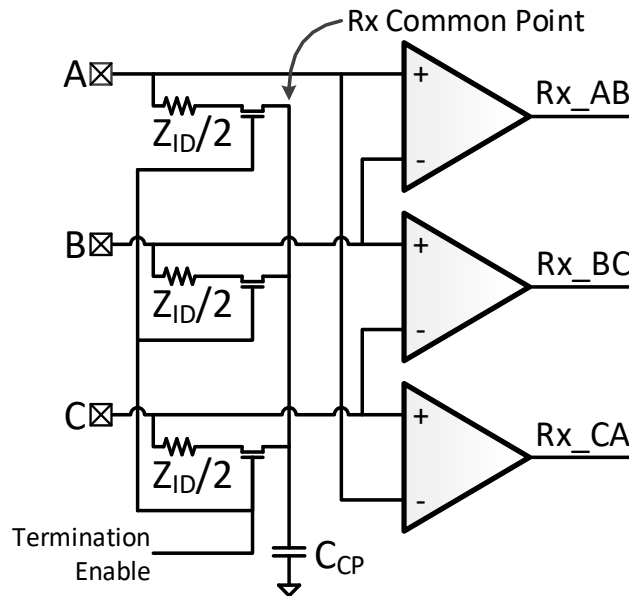 Rx Common Point
A
+
Rx_AB
Z_ID/2
-
B
+
Rx_BC
Z_ID/2
-
C
+
Rx_CA
Z_ID/2
-
Termination
Enable
C_CP